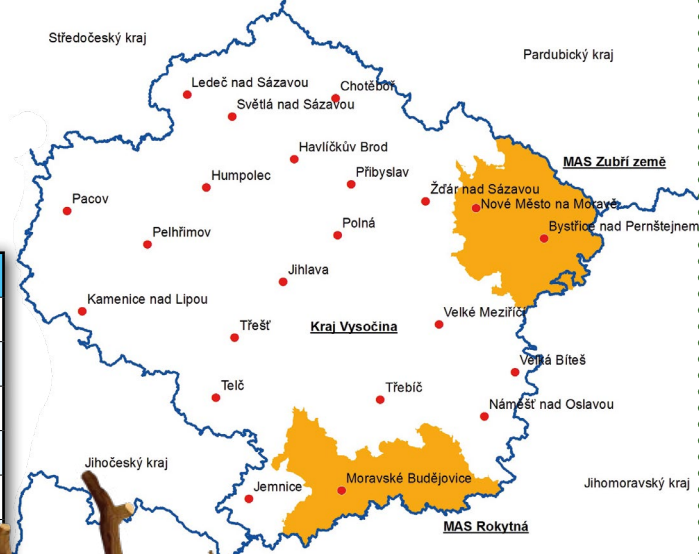 Středočeský kraj
Pardubický kraj
Ledeč nad Sázavou
Chotěboř
Světlá nad Sázavou
Havlíčkův Brod
MAS Zubří země
Humpolec
Přibyslav
Žďár nad Sázavou
Pacov
Nové Město na Moravě
Polná
Bystřice nad Pernštejnem
Pelhřimov
Jihlava
Kamenice nad Lipou
Velké Meziříčí
Třešť
Kraj Vysočina
Velká Bíteš
Telč
Třebíč
Náměšť nad Oslavou
Jihočeský kraj
Jemnice
Moravské Budějovice
Jihomoravský kraj
MAS Rokytná